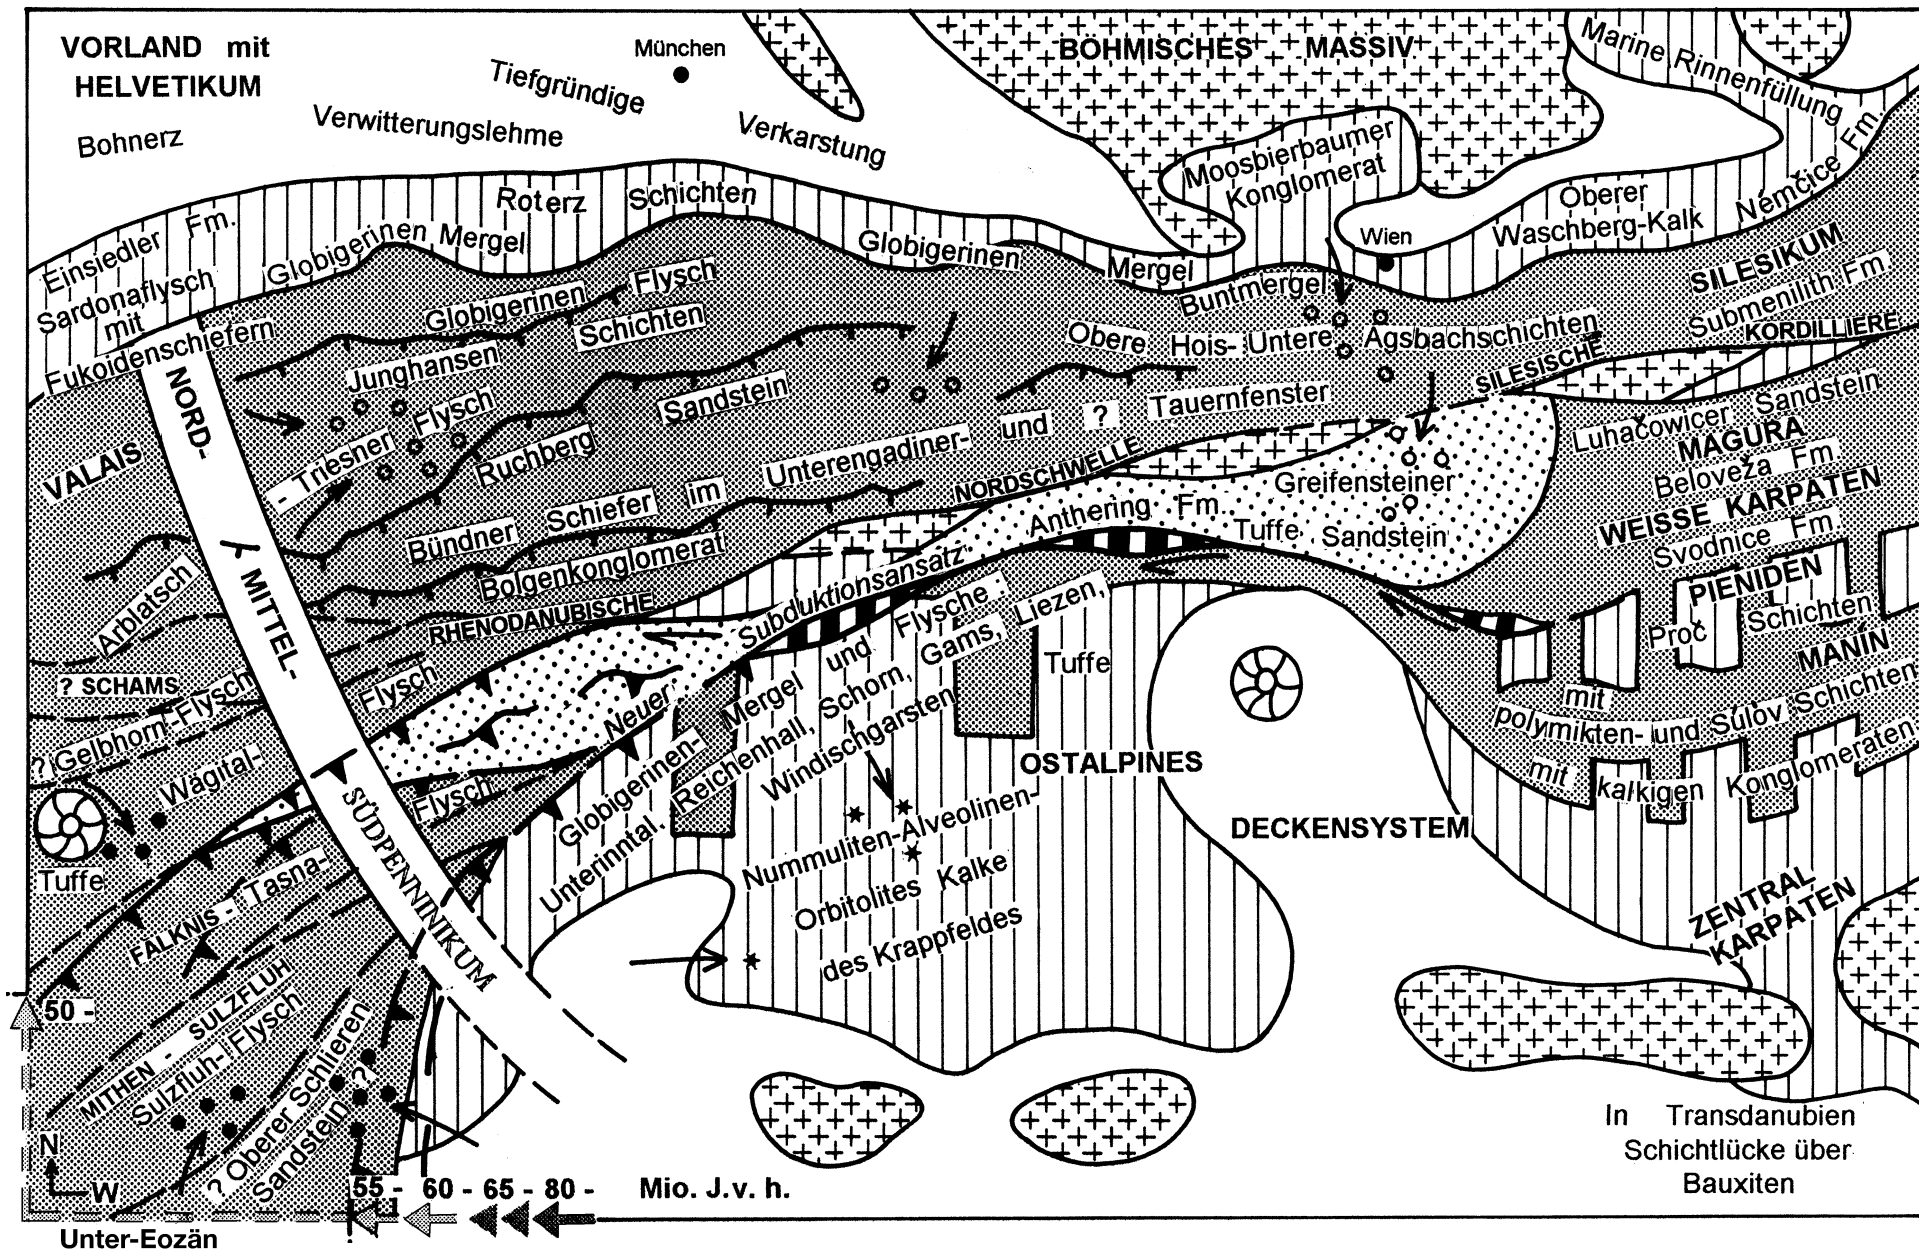 VORLAND mit
HELVETIKUM
München
Tiefgründige
Bohnerz
Verwitterungslehme
Verkarstung
BÖHMISCHES MASSIV
Marine Rinnenfüllung
Moosbierbaumer
Konglomerat
Oberer
Waschberg-Kalk
Němčice Fm.
Wien
Einsiedler Fm.
Roterz Schichten
Globigerinen Mergel
Globigerinen Mergel
Sardonaflysch
mit
Fukoidenschiefern
Buntmergel
SILESIKUM
Submenilith Fm.
Globigerinen Flysch
Schichten
Junghansen
Obere Hois- Untere Agsbachschichten
SILESISCHE KORDILLIERE
NORD-
MITTEL-
SÜDPENNINIKUM
VALAIS
- Triesner Flysch
Ruchberg Sandstein
Bündner Schiefer im Unterengadiner- und ? Tauernfenster
Bolgenkonglomerat
RHENODANUBISCHE NORDSCHWELLE
Luhačowicer Sandstein
MAGURA
Beloveža Fm.
WEISSE KARPATEN
Svodnice Fm.
PIENIDEN
Proč Schichten
MANÍN
mit
polymikten- und Súlov Schichten
mit kalkigen Konglomeraten
Greifensteiner
Sandstein
Anthering Fm.
Tuffe
Arblatsch
? SCHAMS
? Gelbhorn-Flysch
Wägital-
Flysch
Flysch
Neuer Subduktionsansatz
Globigerinen- Mergel und Flysche :
Unterinntal. Reichenhall, Schorn, Gams, Liezen,
Windischgarsten
Tuffe
OSTALPINES
DECKENSYSTEM
Nummuliten-Alveolinen-
Orbitolites Kalke
des Krappfeldes
ZENTRAL
KARPATEN
Tuffe
FALKNIS - Tasna-
MITHEN - SULZFLUH
Sulzfluh- Flysch
? Oberer Schlieren ?
Sandstein
50 -
N
W
55 - 60 - 65 - 80 - Mio. J.v. h.
Unter-Eozän
In Transdanubien
Schichtlücke über
Bauxiten